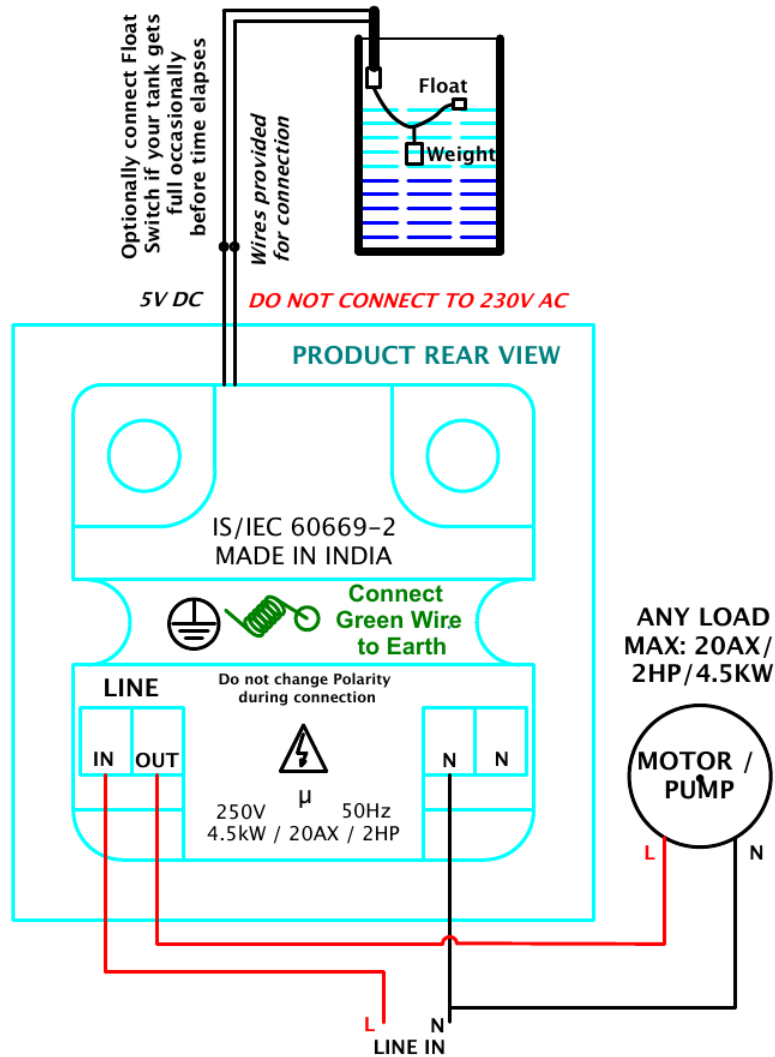 Optionally connect Float
Switch if your tank gets
full occasionally
before time elapses
Wires provided
for connection
Float
Weight
5V DC
DO NOT CONNECT TO 230V AC
PRODUCT REAR VIEW
IS/IEC 60669-2
MADE IN INDIA
Connect
Green Wire
to Earth
LINE
Do not change Polarity
during connection
IN
OUT
N
N
µ
250V 50Hz
4.5kW / 20AX / 2HP
ANY LOAD
MAX: 20AX/
2HP/4.5KW
MOTOR /
PUMP
L
N
L
N
LINE IN